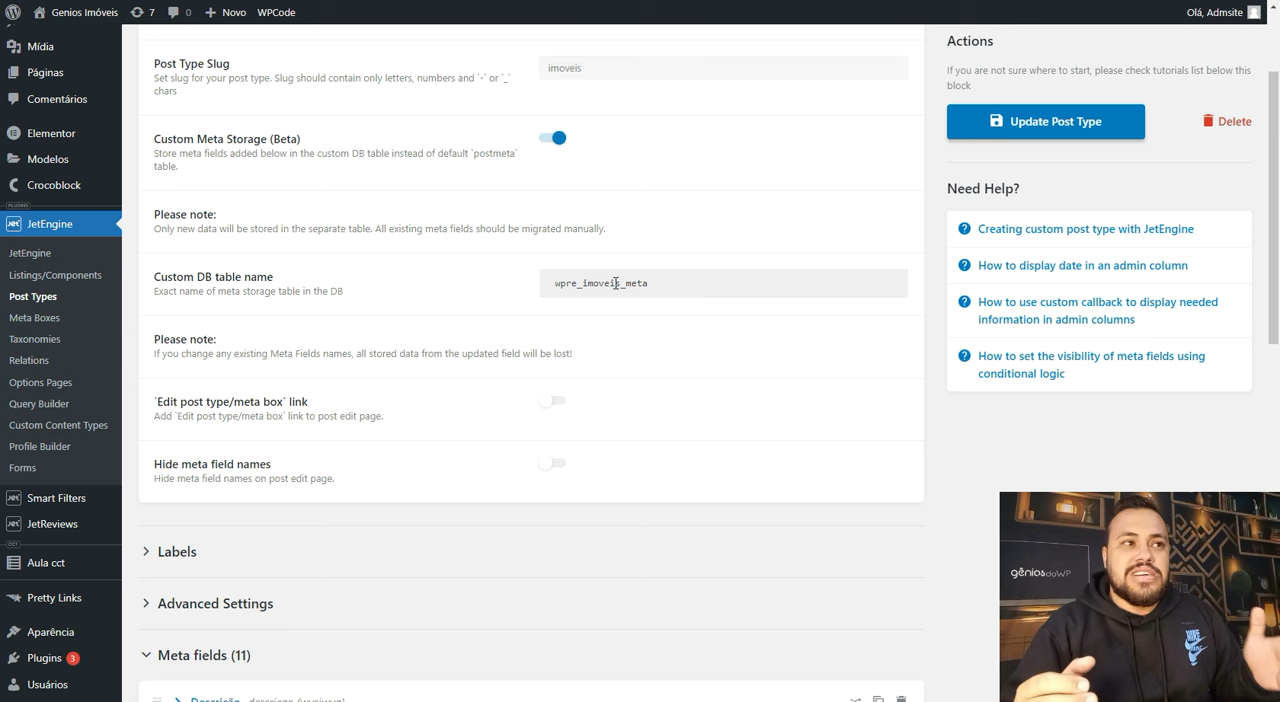 Genios Imóveis
7
0
Novo
WPCode
Olá, Admsite
Mídia
Páginas
Comentários
Elementor
Modelos
Crocoblock
PLUGINS
JetEngine
JetEngine
Listings/Components
Post Types
Meta Boxes
Taxonomies
Relations
Options Pages
Query Builder
Custom Content Types
Profile Builder
Forms
Smart Filters
JetReviews
CCT
Aula cct
Pretty Links
Aparência
Plugins 3
Usuários
Post Type Slug
Set slug for your post type. Slug should contain only letters, numbers and `-` or `_`
chars
imoveis
Custom Meta Storage (Beta)
Store meta fields added below in the custom DB table instead of default `postmeta`
table.
Please note:
Only new data will be stored in the separate table. All existing meta fields should be migrated manually.
Custom DB table name
Exact name of meta storage table in the DB
wpre_imoveis_meta
Please note:
If you change any existing Meta Fields names, all stored data from the updated field will be lost!
`Edit post type/meta box` link
Add `Edit post type/meta box` link to post edit page.
Hide meta field names
Hide meta field names on post edit page.
Labels
Advanced Settings
Meta fields (11)
Descrição descricao (wysiwyg)
Actions
If you are not sure where to start, please check tutorials list below this
block
Update Post Type
Delete
Need Help?
Creating custom post type with JetEngine
How to display date in an admin column
How to use custom callback to display needed
information in admin columns
How to set the visibility of meta fields using
conditional logic
gênios do WP